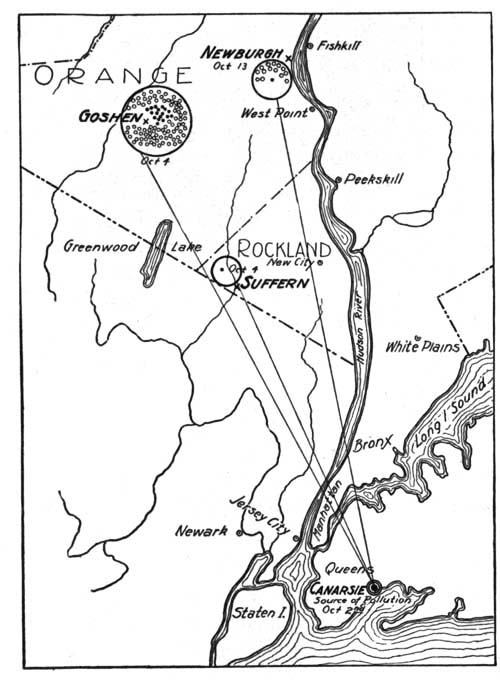 NEWBURGH
Oct 13
Fishkill
ORANGE
GOSHEN
Oct 4
West Point
Peekskill
Greenwood Lake
ROCKLAND
New City
Oct 4
SUFFERN
Hudson River
White Plains
Long I Sound
Bronx
Manhattan
Jersey City
Newark
Queens
CANARSIE
Source of Pollution
Oct
Staten I.